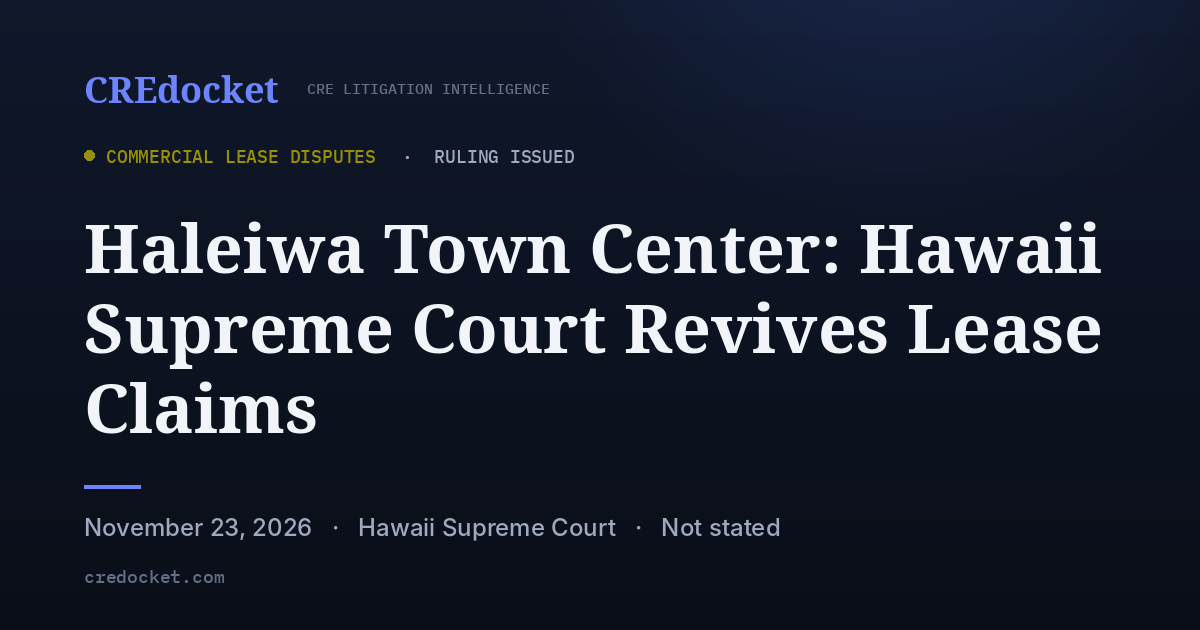 CREdocket CRE LITIGATION INTELLIGENCE
COMMERCIAL LEASE DISPUTES · RULING ISSUED
Haleiwa Town Center: Hawaii
Supreme Court Revives Lease
Claims
November 23, 2026 · Hawaii Supreme Court · Not stated
credocket.com